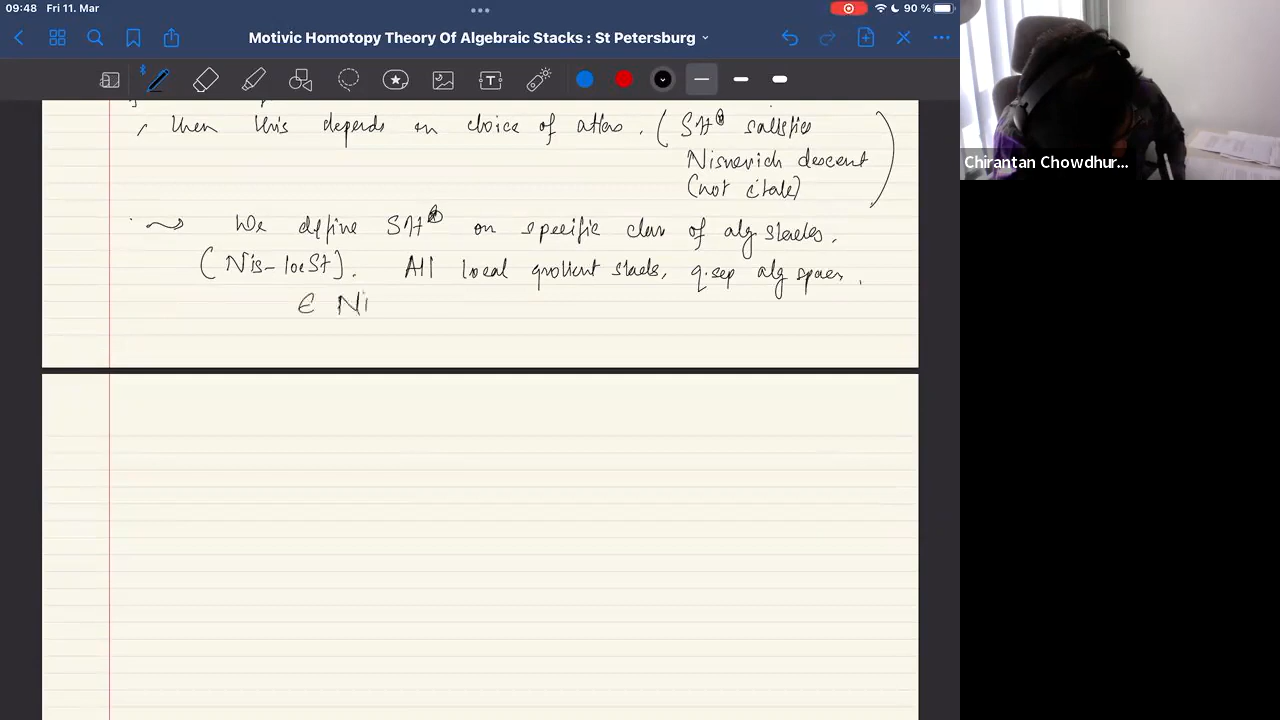 09:48 Fri 11. Mar
90 %
Motivic Homotopy Theory Of Algebraic Stacks : St Petersburg
, then this depends on choice of atlas. ( SH⊗ satisfies
Nisnevich descent
(not étale) )
⇝ We define SH⊗ on specific class of alg stacks.
(Nis-locSt). All local quotient stacks, q.sep alg spaces.
∈ Ni
Chirantan Chowdhur...